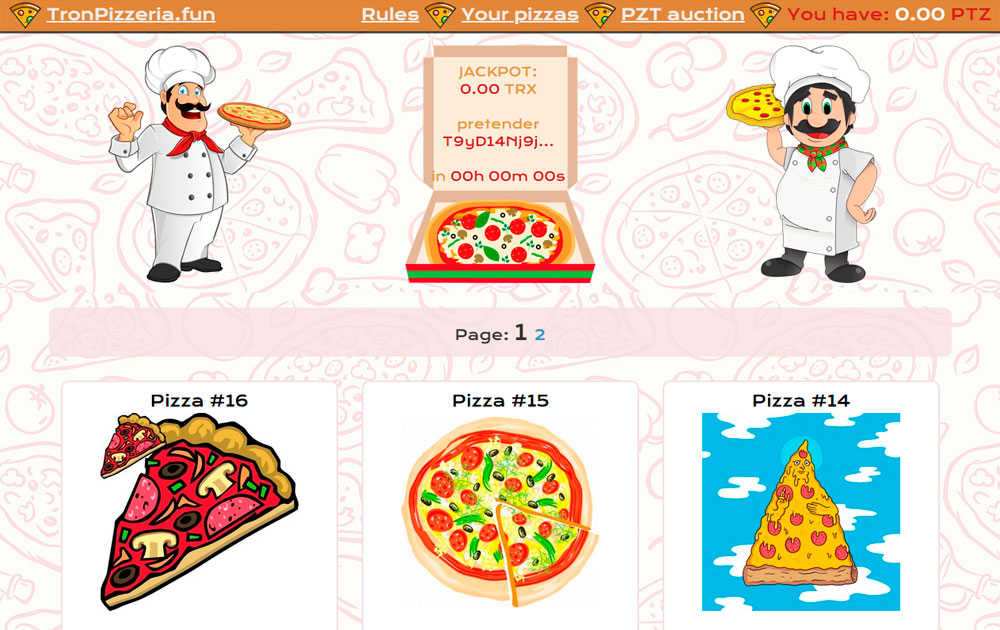 TronPizzeria.fun Rules Your pizzas PZT auction You have: 0.00 PTZ
JACKPOT:
0.00 TRX
pretender
T9yD14Nj9j...
in 00h 00m 00s
Page: 1 2
Pizza #16 Pizza #15 Pizza #14